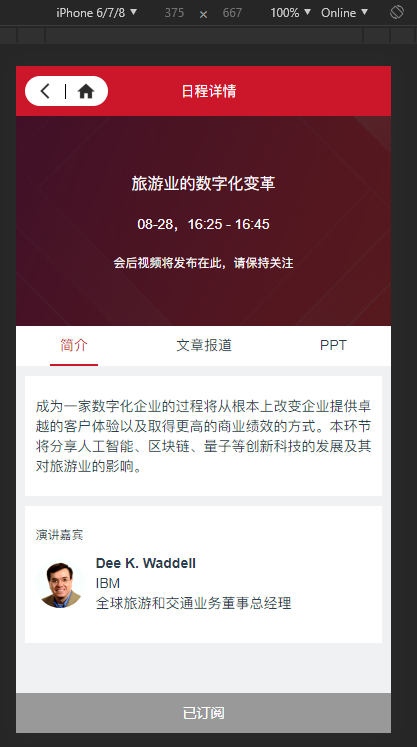 iPhone 6/7/8 ▼ 375 × 667 100% ▼ Online ▼
日程详情
旅游业的数字化变革
08-28，16:25 - 16:45
会后视频将发布在此，请保持关注
简介 文章报道 PPT
成为一家数字化企业的过程将从根本上改变企业提供卓
越的客户体验以及取得更高的商业绩效的方式。本环节
将分享人工智能、区块链、量子等创新科技的发展及其
对旅游业的影响。
演讲嘉宾
Dee K. Waddell
IBM
全球旅游和交通业务董事总经理
已订阅